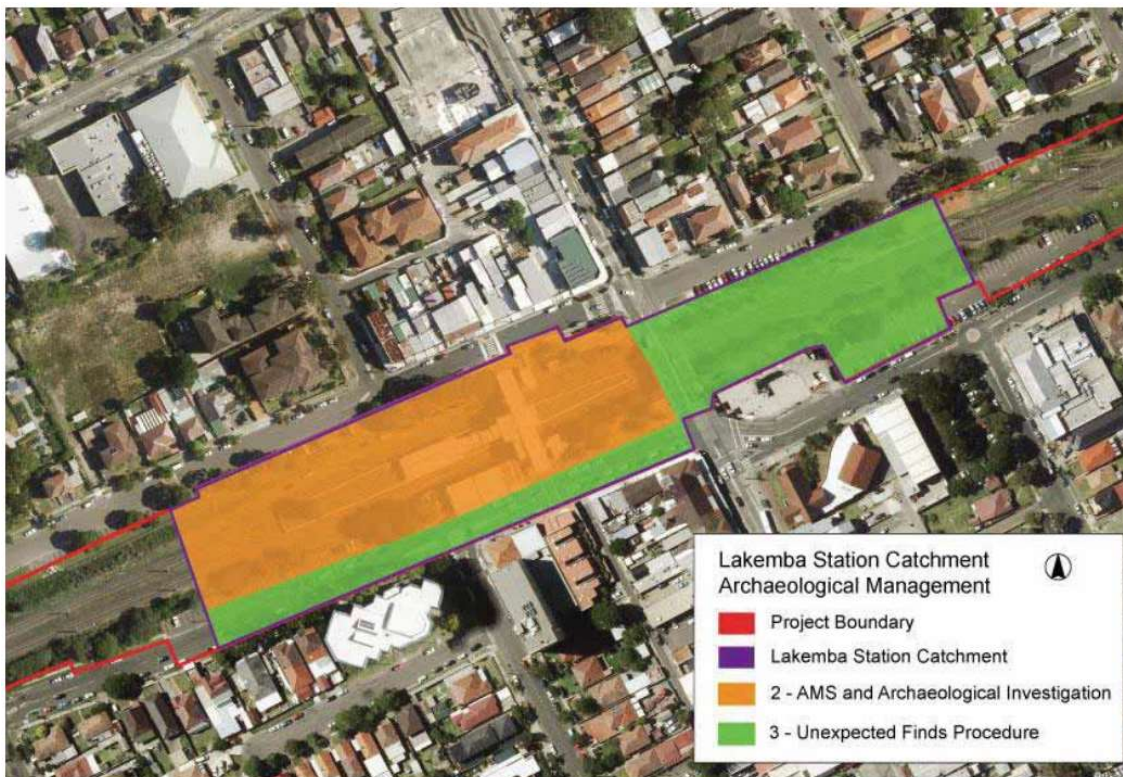 Lakemba Station Catchment
Archaeological Management
Project Boundary
Lakemba Station Catchment
2 - AMS and Archaeological Investigation
3 - Unexpected Finds Procedure